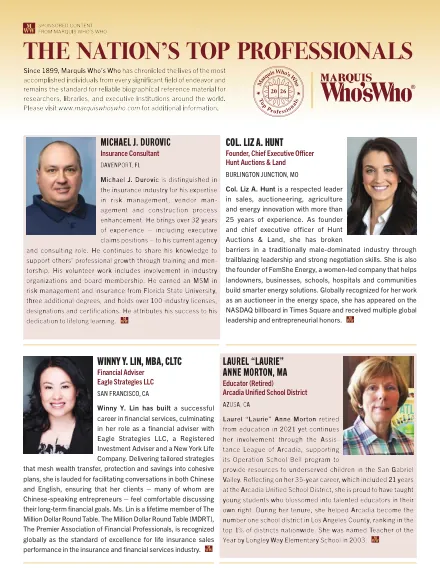 SPONSORED CONTENT
FROM MARQUIS WHO'S WHO
THE NATION'S TOP PROFESSIONALS
Since 1899, Marquis Who's Who has chronicled the lives of the most
accomplished individuals from every significant field of endeavor and
remains the standard for reliable biographic reference material for
researchers, libraries, and executive institutions around the world.
Please visit www.marquiswhoswho.com for additional information.
Marquis Who's Who
2026
Top Professionals
MARQUIS
Who'sWho®
MICHAEL J. DUROVIC
Insurance Consultant
DAVENPORT, FL
Michael J. Durovic is distinguished in
the insurance industry for his expertise
in risk management, vendor man-
agement and construction process
enhancement. He brings over 32 years
of experience – including executive
claims positions – to his current agency
and consulting role. He continues to share his knowledge to
support others' professional growth through training and men-
torship. His volunteer work includes involvement in industry
organizations and board membership. He earned an MSM in
risk management and insurance from Florida State University,
three additional degrees, and holds over 100 industry licenses,
designations and certifications. He attributes his success to his
dedication to lifelong learning.
COL. LIZ A. HUNT
Founder, Chief Executive Officer
Hunt Auctions & Land
BURLINGTON JUNCTION, MO
Col. Liz A. Hunt is a respected leader
in sales, auctioneering, agriculture
and energy innovation with more than
25 years of experience. As founder
and chief executive officer of Hunt
Auctions & Land, she has broken
barriers in a traditionally male-dominated industry through
trailblazing leadership and strong negotiation skills. She is also
the founder of FemShe Energy, a women-led company that helps
landowners, businesses, schools, hospitals and communities
build smarter energy solutions. Globally recognized for her work
as an auctioneer in the energy space, she has appeared on the
NASDAQ billboard in Times Square and received multiple global
leadership and entrepreneurial honors.
WINNY Y. LIN, MBA, CLTC
Financial Adviser
Eagle Strategies LLC
SAN FRANCISCO, CA
Winny Y. Lin has built a successful
career in financial services, culminating
in her role as a financial adviser with
Eagle Strategies LLC, a Registered
Investment Adviser and a New York Life
Company. Delivering tailored strategies
that mesh wealth transfer, protection and savings into cohesive
plans, she is lauded for facilitating conversations in both Chinese
and English, ensuring that her clients – many of whom are
Chinese-speaking entrepreneurs – feel comfortable discussing
their long-term financial goals. Ms. Lin is a lifetime member of The
Million Dollar Round Table. The Million Dollar Round Table (MDRT),
The Premier Association of Financial Professionals, is recognized
globally as the standard of excellence for life insurance sales
performance in the insurance and financial services industry.
LAUREL "LAURIE"
ANNE MORTON, MA
Educator (Retired)
Arcadia Unified School District
AZUSA, CA
Laurel "Laurie" Anne Morton retired
from education in 2021 yet continues
her involvement through the Assis-
tance League of Arcadia, supporting
its Operation School Bell program to
provide resources to underserved children in the San Gabriel
Valley. Reflecting on her 35-year career, which included 21 years
at the Arcadia Unified School District, she is proud to have taught
young students who blossomed into talented educators in their
own right. During her tenure, she helped Arcadia become the
number one school district in Los Angeles County, ranking in the
top 1% of districts nationwide. She was named Teacher of the
Year by Longley Way Elementary School in 2003.